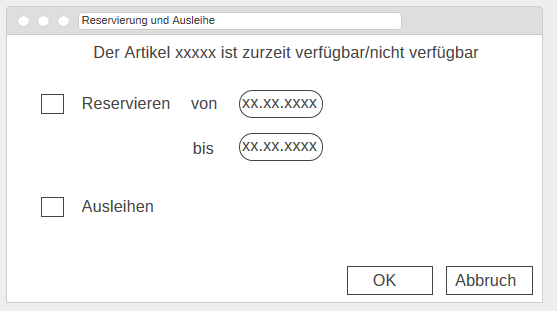 Reservierung und Ausleihe
Der Artikel xxxxx ist zurzeit verfügbar/nicht verfügbar
Reservieren von xx.xx.xxxx
bis xx.xx.xxxx
Ausleihen
OK Abbruch